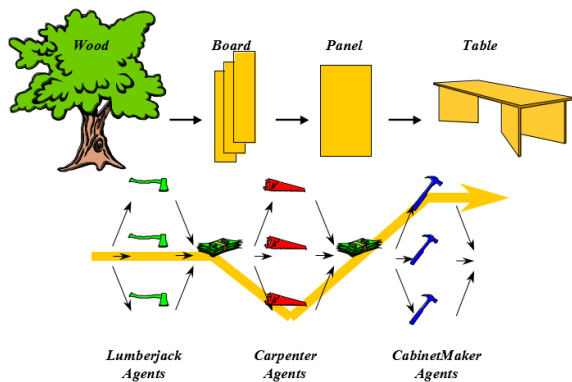 Wood
Board
Panel
Table
Lumberjack
Agents
Carpenter
Agents
CabinetMaker
Agents